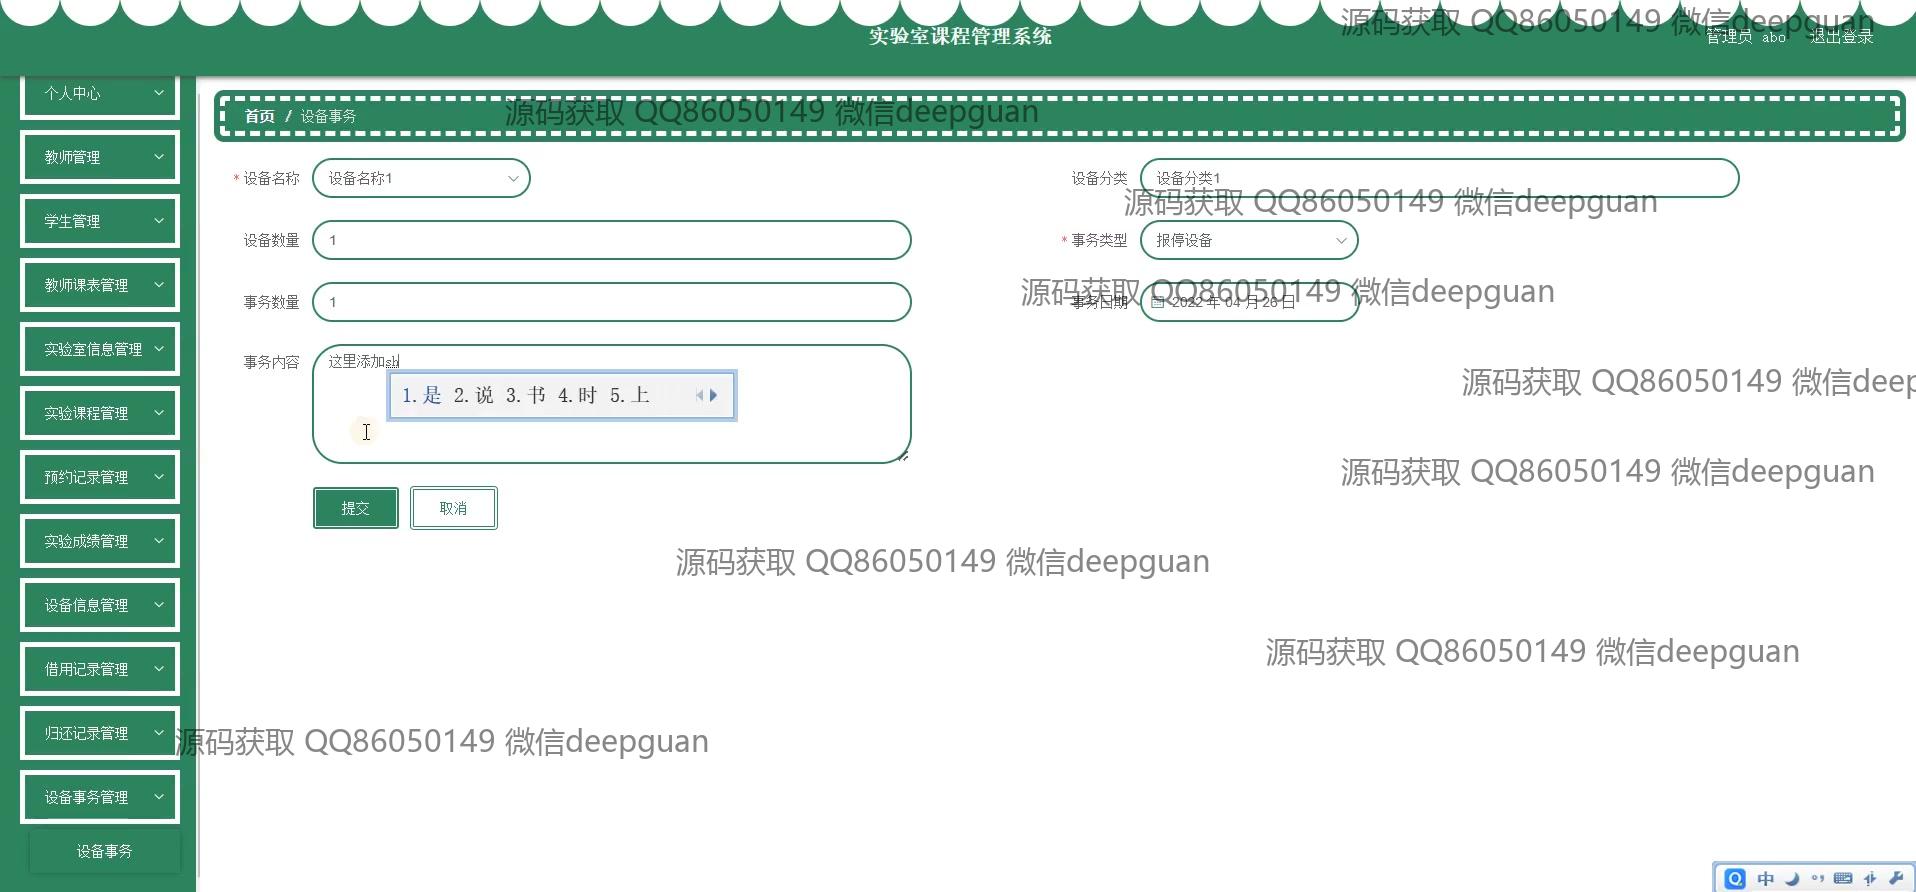 实验室课程管理系统
源码获取 QQ86050149 微信deepguan
管理员 abo 退出登录
个人中心
教师管理
学生管理
教师课表管理
实验室信息管理
实验课程管理
预约记录管理
实验成绩管理
设备信息管理
借用记录管理
归还记录管理
设备事务管理
设备事务
首页 / 设备事务
源码获取 QQ86050149 微信deepguan
* 设备名称 设备名称1
设备分类 设备分类1
源码获取 QQ86050149 微信deepguan
设备数量 1
* 事务类型 报停设备
事务数量 1
事务日期 2022 年 04 月 26 日
源码获取 QQ86050149 微信deepguan
事务内容 这里添加sh
1.是 2.说 3.书 4.时 5.上
源码获取 QQ86050149 微信deep
源码获取 QQ86050149 微信deepguan
提交 取消
源码获取 QQ86050149 微信deepguan
源码获取 QQ86050149 微信deepguan
源码获取 QQ86050149 微信deepguan
中